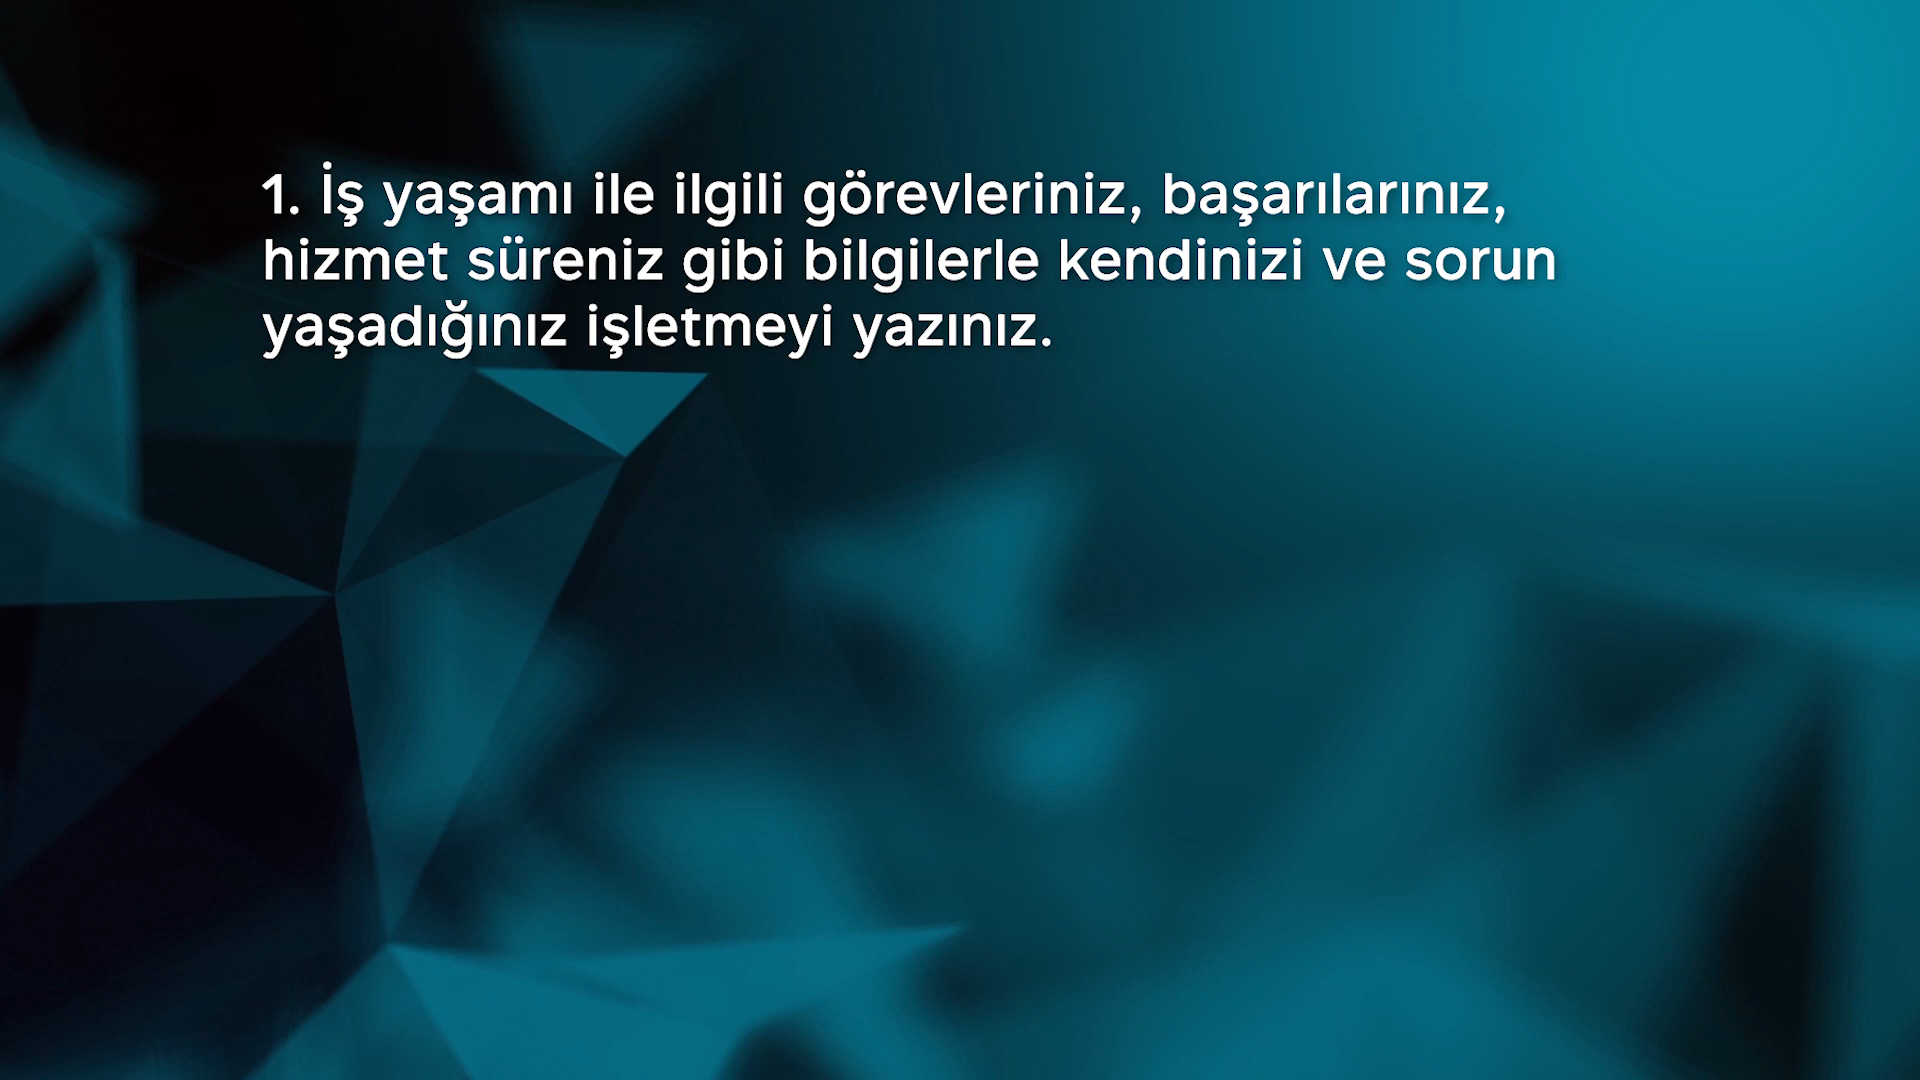 1. İş yaşamı ile ilgili görevleriniz, başarılarınız,
hizmet süreniz gibi bilgilerle kendinizi ve sorun
yaşadığınız işletmeyi yazınız.